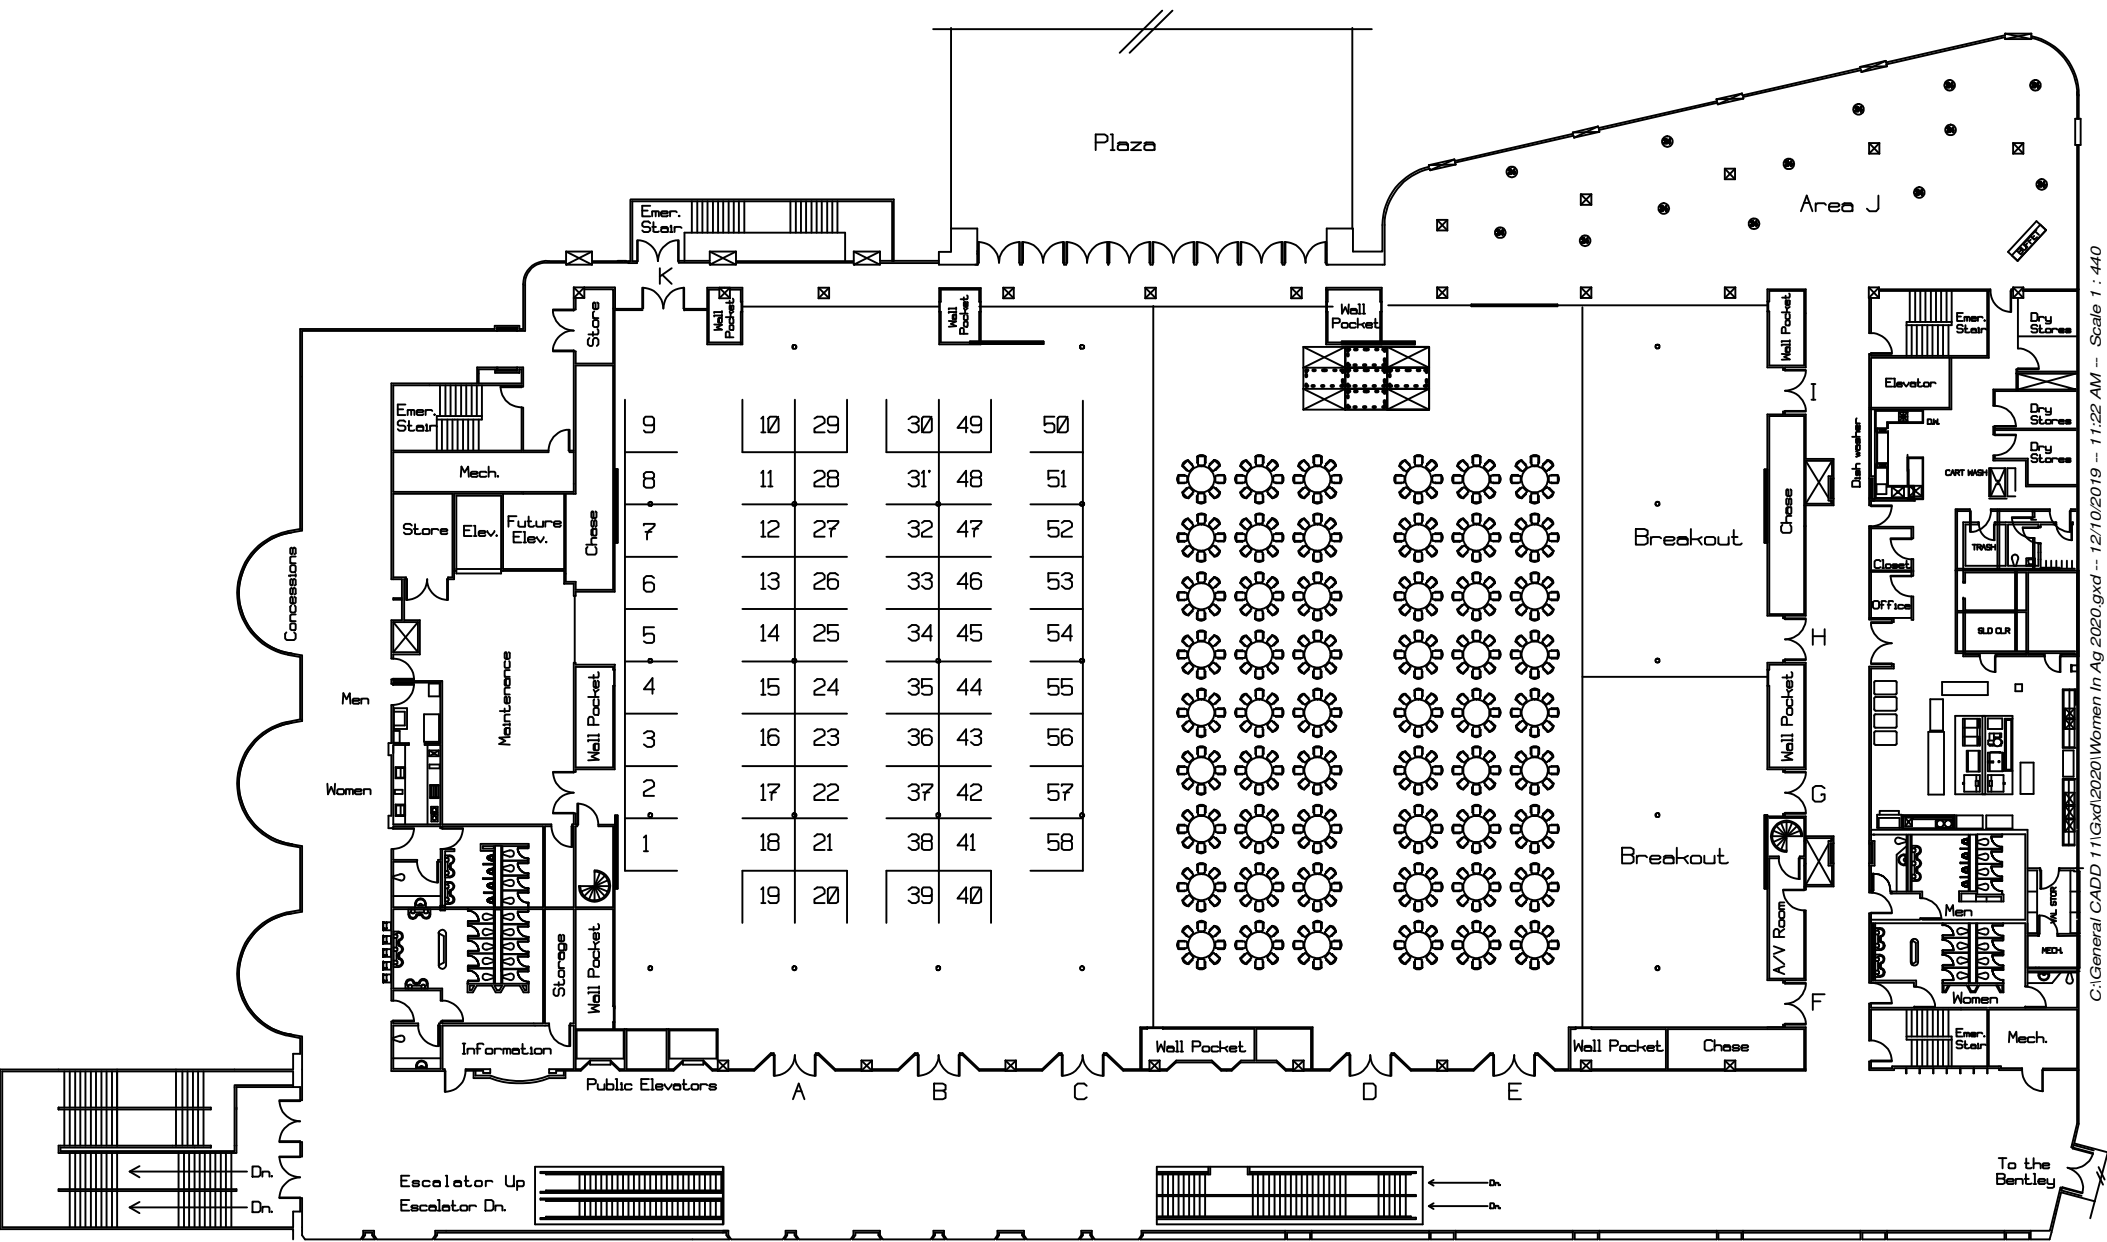 Plaza
Area J
BUFFET
Emer.
Stair
K
Store
Wall
Pocket
Wall
Pocket
Wall
Pocket
Wall Pocket
Emer.
Stair
Dry
Stores
I
Elevator
Dry
Stores
Dry
Stores
D.W.
Dish washer
CART WASH
Emer.
Stair
Mech.
Store
Elev.
Future
Elev.
Chase
Concessions
Maintenance
Men
Women
Wall Pocket
Storage
Wall Pocket
Information
Public Elevators
9 10 29 30 49 50
8 11 28 31' 48 51
7 12 27 32 47 52
6 13 26 33 46 53
5 14 25 34 45 54
4 15 24 35 44 55
3 16 23 36 43 56
2 17 22 37 42 57
1 18 21 38 41 58
19 20 39 40
Breakout
Breakout
Chase
H
Wall Pocket
G
A/V Room
F
TRASH
Closet
Office
SLD CLR
Men
Women
MECH.
Emer.
Stair
Mech.
Wall Pocket
Wall Pocket
Chase
A B C D E
Dn.
Dn.
Escalator Up
Escalator Dn.
Dn.
Dn.
To the
Bentley
C:\General CADD 11\Gxd\2020\Women In Ag 2020.gxd -- 12/10/2019 -- 11:22 AM -- Scale 1 : 440